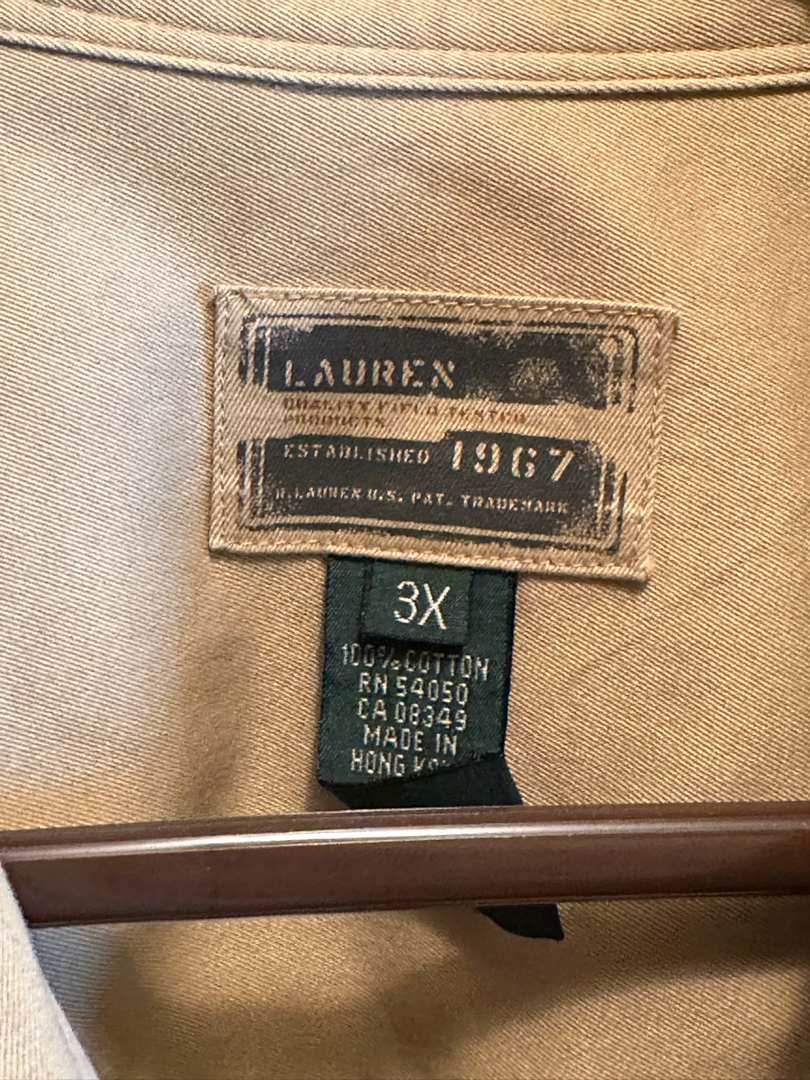 LAUREN
QUALITY FIELD TESTED
PRODUCTS
ESTABLISHED 1967
R. LAUREN U.S. PAT. TRADEMARK
3X
100% COTTON
RN 54050
CA 08349
MADE IN
HONG